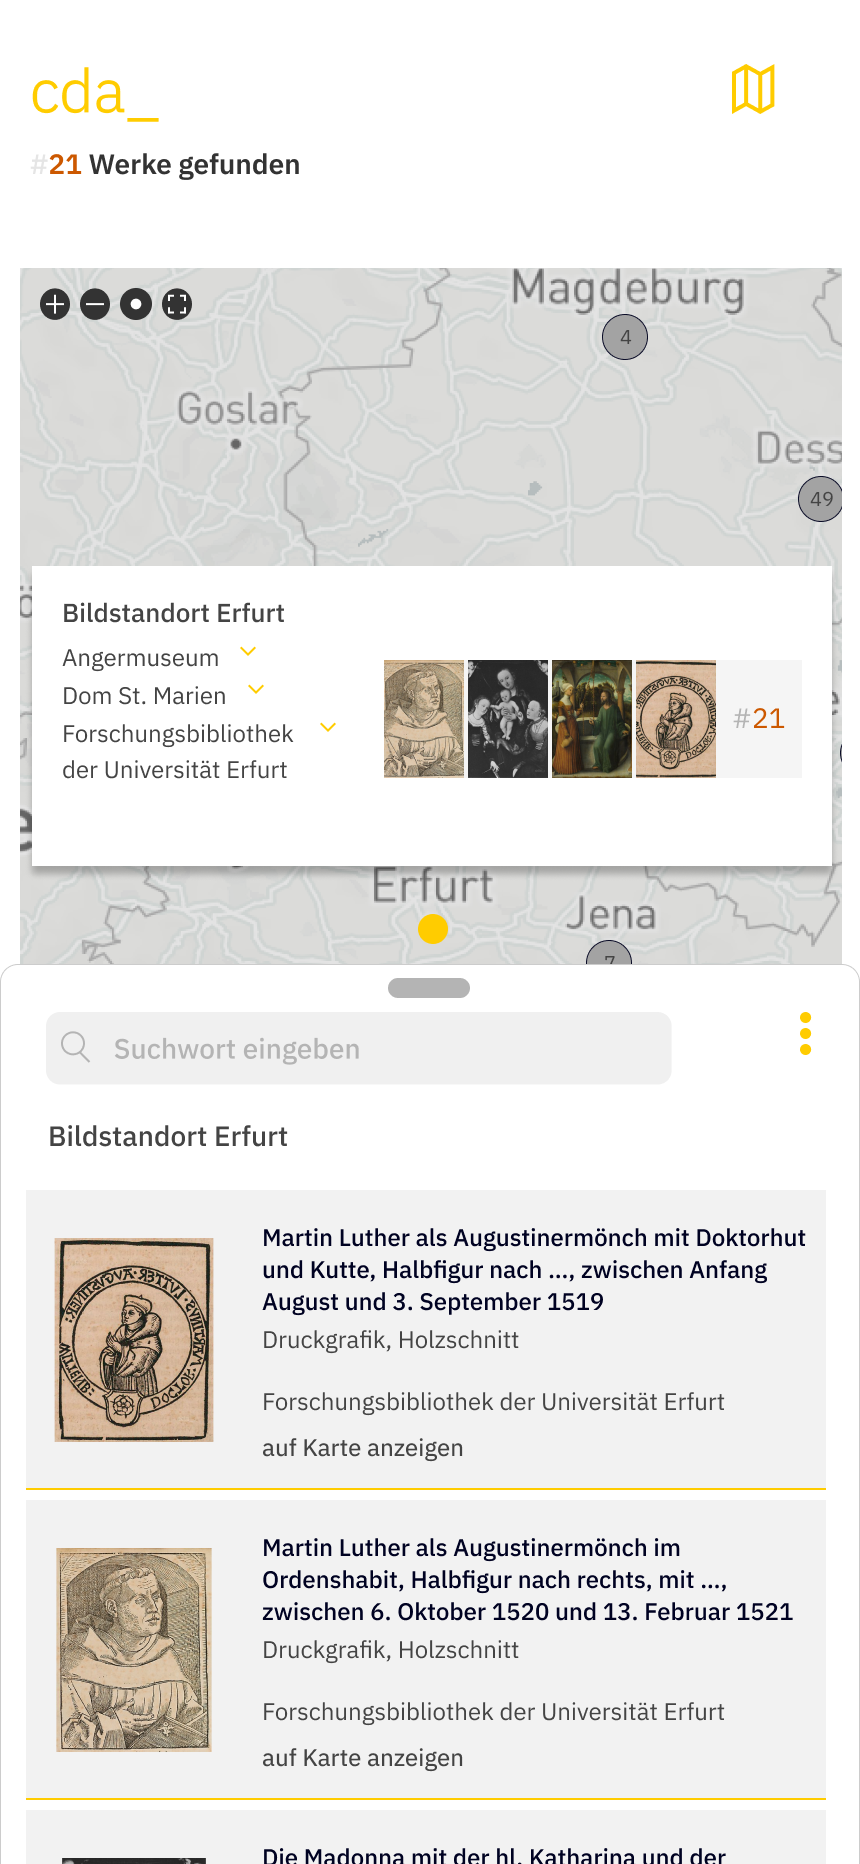 cda_
#21 Werke gefunden
Magdeburg
4
Goslar
Dess
49
Bildstandort Erfurt
Angermuseum
Dom St. Marien
Forschungsbibliothek
der Universität Erfurt
#21
Erfurt
Jena
7
Suchwort eingeben
Bildstandort Erfurt
Martin Luther als Augustinermönch mit Doktorhut
und Kutte, Halbfigur nach ..., zwischen Anfang
August und 3. September 1519
Druckgrafik, Holzschnitt
Forschungsbibliothek der Universität Erfurt
auf Karte anzeigen
Martin Luther als Augustinermönch im
Ordenshabit, Halbfigur nach rechts, mit ...,
zwischen 6. Oktober 1520 und 13. Februar 1521
Druckgrafik, Holzschnitt
Forschungsbibliothek der Universität Erfurt
auf Karte anzeigen
Die Madonna mit der hl. Katharina und der